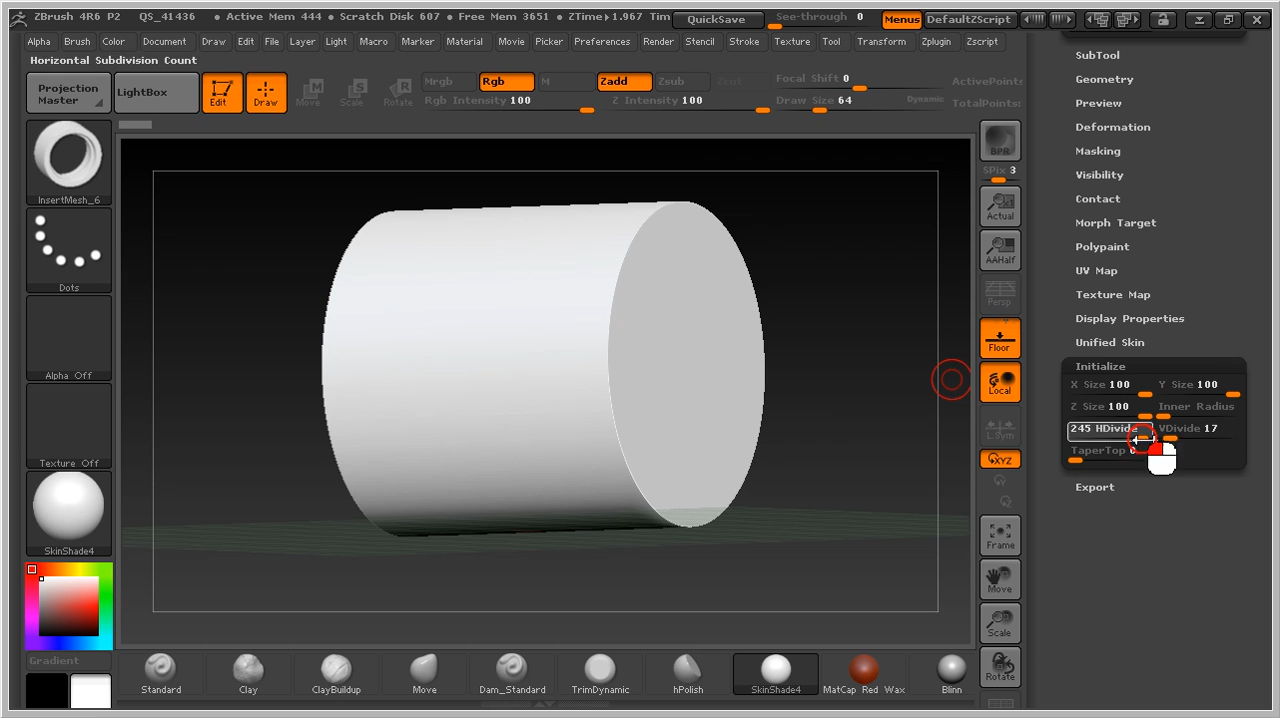 ZBrush 4R6 P2 QS_41436 • Active Mem 444 • Scratch Disk 607 • Free Mem 3651 • ZTime▸1.967 Tim QuickSave See-through 0 Menus DefaultZScript
Alpha Brush Color Document Draw Edit File Layer Light Macro Marker Material Movie Picker Preferences Render Stencil Stroke Texture Tool Transform Zplugin Zscript
Horizontal Subdivision Count
Projection
Master
LightBox
Edit
Draw
Move
Scale
Rotate
Mrgb Rgb M Zadd Zsub Zcut Focal Shift 0 ActivePoints
Rgb Intensity 100 Z Intensity 100 Draw Size 64 Dynamic TotalPoints:
InsertMesh_6
Dots
Alpha Off
Texture Off
SkinShade4
Gradient
BPR
SPix 3
Actual
AAHalf
Persp
Floor
Local
L.Sym
XYZ
Frame
Move
Scale
Rotate
SubTool
Geometry
Preview
Deformation
Masking
Visibility
Contact
Morph Target
Polypaint
UV Map
Texture Map
Display Properties
Unified Skin
Initialize
X Size 100 Y Size 100
Z Size 100 Inner Radius
245 HDivide VDivide 17
TaperTop
Export
Standard Clay ClayBuildup Move Dam_Standard TrimDynamic hPolish SkinShade4 MatCap Red Wax Blinn